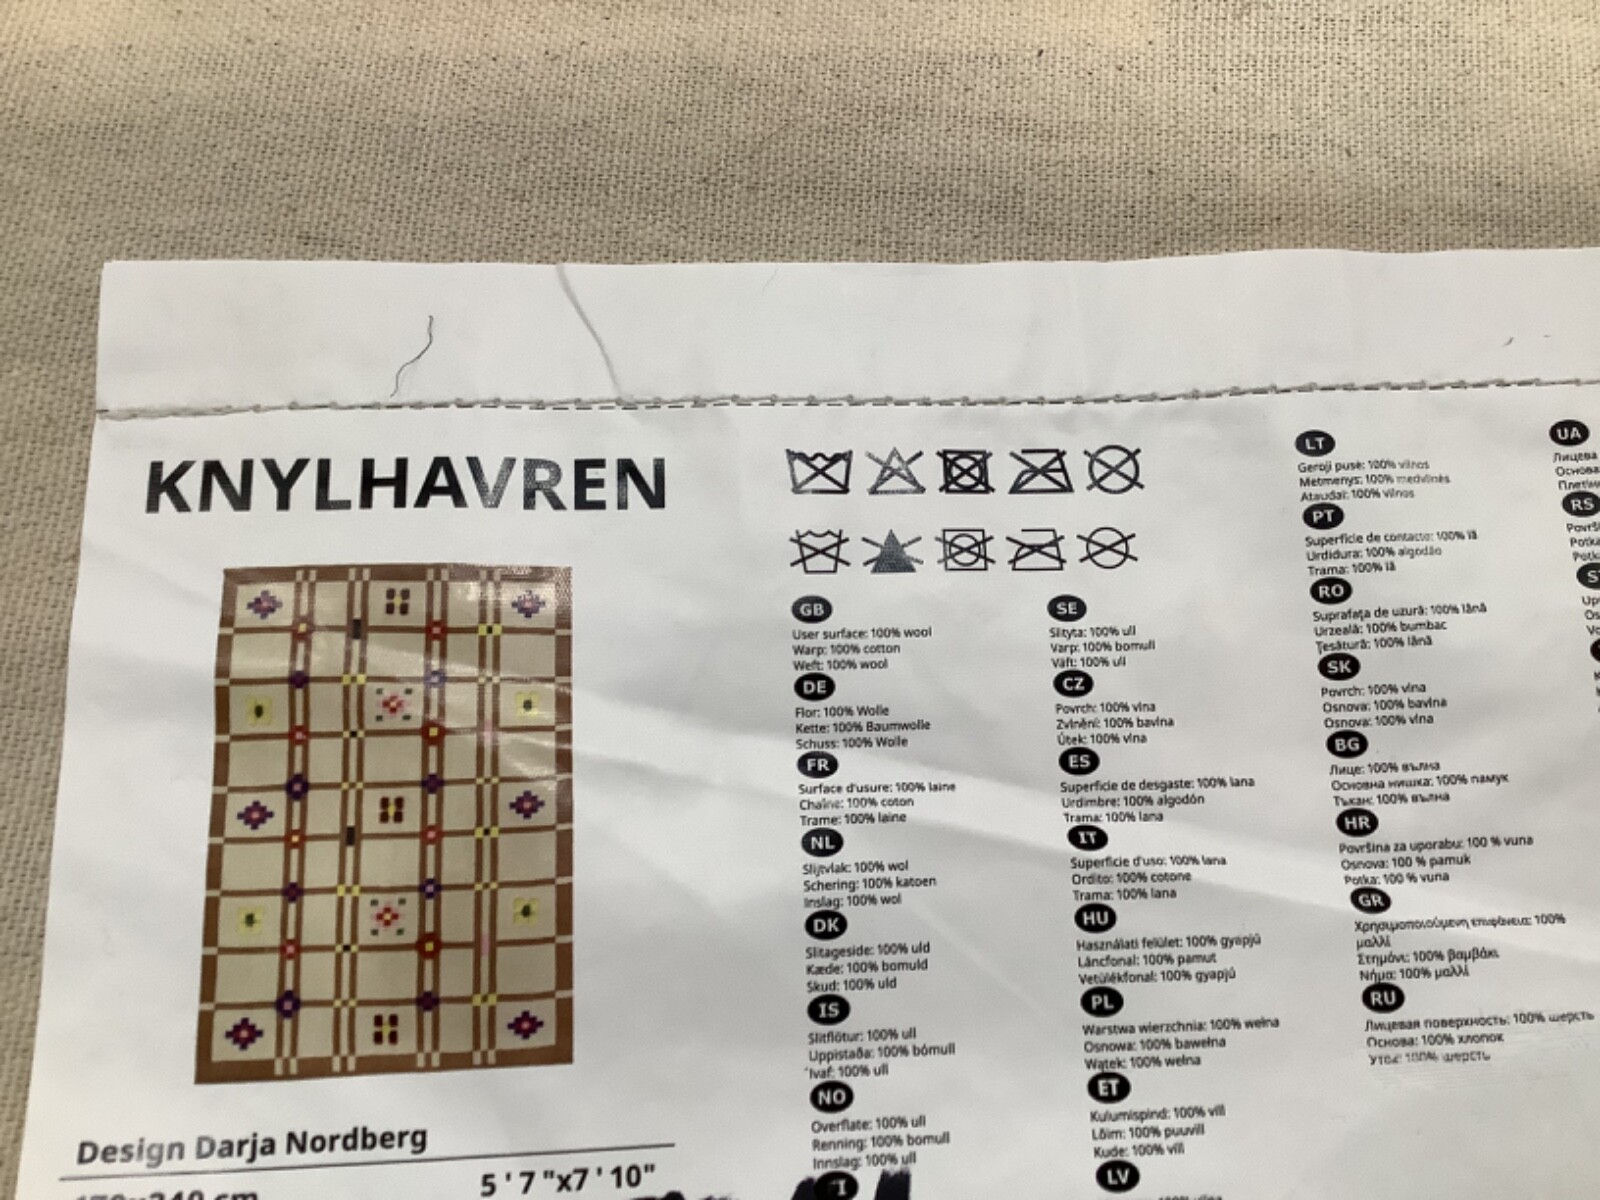 KNYLHAVREN
Design Darja Nordberg
5'7"x7'10"
GB
User surface: 100% wool
Warp: 100% cotton
Weft: 100% wool
DE
Flor: 100% Wolle
Kette: 100% Baumwolle
Schuss: 100% Wolle
FR
Surface d'usure: 100% laine
Chaîne: 100% coton
Trame: 100% laine
NL
Slijtvlak: 100% wol
Schering: 100% katoen
Inslag: 100% wol
DK
Slitageside: 100% uld
Kæde: 100% bomuld
Skud: 100% uld
IS
Slitflötur: 100% ull
Uppistaða: 100% bómull
Ívaf: 100% ull
NO
Overflate: 100% ull
Renning: 100% bomull
Innslag: 100% ull
SE
Slityta: 100% ull
Varp: 100% bomull
Väft: 100% ull
CZ
Povrch: 100% vlna
Zvlnění: 100% bavlna
Útek: 100% vlna
ES
Superficie de desgaste: 100% lana
Urdimbre: 100% algodón
Trama: 100% lana
IT
Superficie d'uso: 100% lana
Ordito: 100% cotone
Trama: 100% lana
HU
Használati felület: 100% gyapjú
Láncfonal: 100% pamut
Vetülékfonal: 100% gyapjú
PL
Warstwa wierzchnia: 100% wełna
Osnowa: 100% bawełna
Wątek: 100% wełna
ET
Kulumispind: 100% vill
Lõim: 100% puuvill
Kude: 100% vill
LV
LT
Geroji pusė: 100% vilnos
Metmenys: 100% medvilnės
Ataudai: 100% vilnos
PT
Superfície de contacto: 100% lã
Urdidura: 100% algodão
Trama: 100% lã
RO
Suprafaţa de uzură: 100% lână
Urzeală: 100% bumbac
Ţesătură: 100% lână
SK
Povrch: 100% vlna
Osnova: 100% bavlna
Osnova: 100% vlna
BG
Лице: 100% вълна
Основна нишка: 100% памук
Тъкан: 100% вълна
HR
Površina za uporabu: 100 % vuna
Osnova: 100 % pamuk
Potka: 100 % vuna
GR
Χρησιμοποιούμενη επιφάνεια: 100%
μαλλί
Στημόνι: 100% βαμβάκι
Νήμα: 100% μαλλί
RU
Лицевая поверхность: 100% шерсть
Основа: 100% хлопок
Уток: 100% шерсть
UA
Лицева
Основа
RS